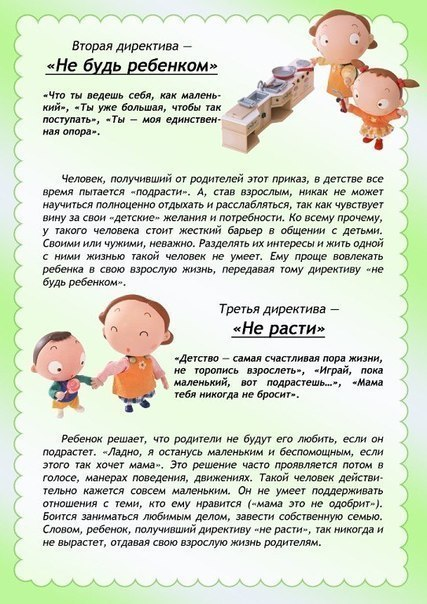 Вторая директива —
«Не будь ребенком»
«Что ты ведешь себя, как малень-
кий», «Ты уже большая, чтобы так
поступать», «Ты — моя единствен-
ная опора».
Человек, получивший от родителей этот приказ, в детстве все
время пытается «подрасти». А, став взрослым, никак не может
научиться полноценно отдыхать и расслабляться, так как чувствует
вину за свои «детские» желания и потребности. Ко всему прочему,
у такого человека стоит жесткий барьер в общении с детьми.
Своими или чужими, неважно. Разделять их интересы и жить одной
с ними жизнью такой человек не умеет. Ему проще вовлекать
ребенка в свою взрослую жизнь, передавая тому директиву «не
будь ребенком».
Третья директива —
«Не расти»
«Детство — самая счастливая пора жизни,
не торопись взрослеть», «Играй, пока
маленький, вот подрастешь…», «Мама
тебя никогда не бросит».
Ребенок решает, что родители не будут его любить, если он
подрастет. «Ладно, я останусь маленьким и беспомощным, если
этого так хочет мама». Это решение часто проявляется потом в
голосе, манерах поведения, движениях. Такой человек действи-
тельно кажется совсем маленьким. Он не умеет поддерживать
отношения с теми, кто ему нравится («мама это не одобрит»).
Боится заниматься любимым делом, завести собственную семью.
Словом, ребенок, получивший директиву «не расти», так никогда и
не вырастет, отдавая свою взрослую жизнь родителям.